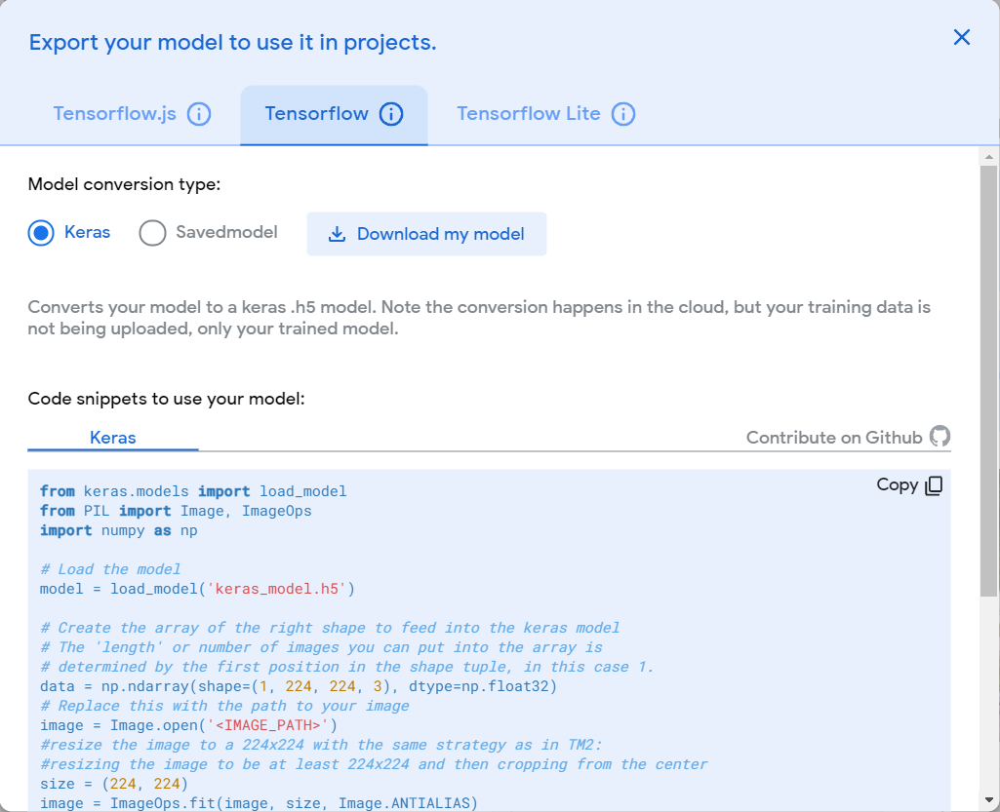 Export your model to use it in projects.
Tensorflow.js Tensorflow Tensorflow Lite
Model conversion type:
Keras Savedmodel Download my model
Converts your model to a keras .h5 model. Note the conversion happens in the cloud, but your training data is
not being uploaded, only your trained model.
Code snippets to use your model:
Keras Contribute on Github
Copy
from keras.models import load_model
from PIL import Image, ImageOps
import numpy as np
# Load the model
model = load_model('keras_model.h5')
# Create the array of the right shape to feed into the keras model
# The 'length' or number of images you can put into the array is
# determined by the first position in the shape tuple, in this case 1.
data = np.ndarray(shape=(1, 224, 224, 3), dtype=np.float32)
# Replace this with the path to your image
image = Image.open('<IMAGE_PATH>')
#resize the image to a 224x224 with the same strategy as in TM2:
#resizing the image to be at least 224x224 and then cropping from the center
size = (224, 224)
image = ImageOps.fit(image, size, Image.ANTIALIAS)